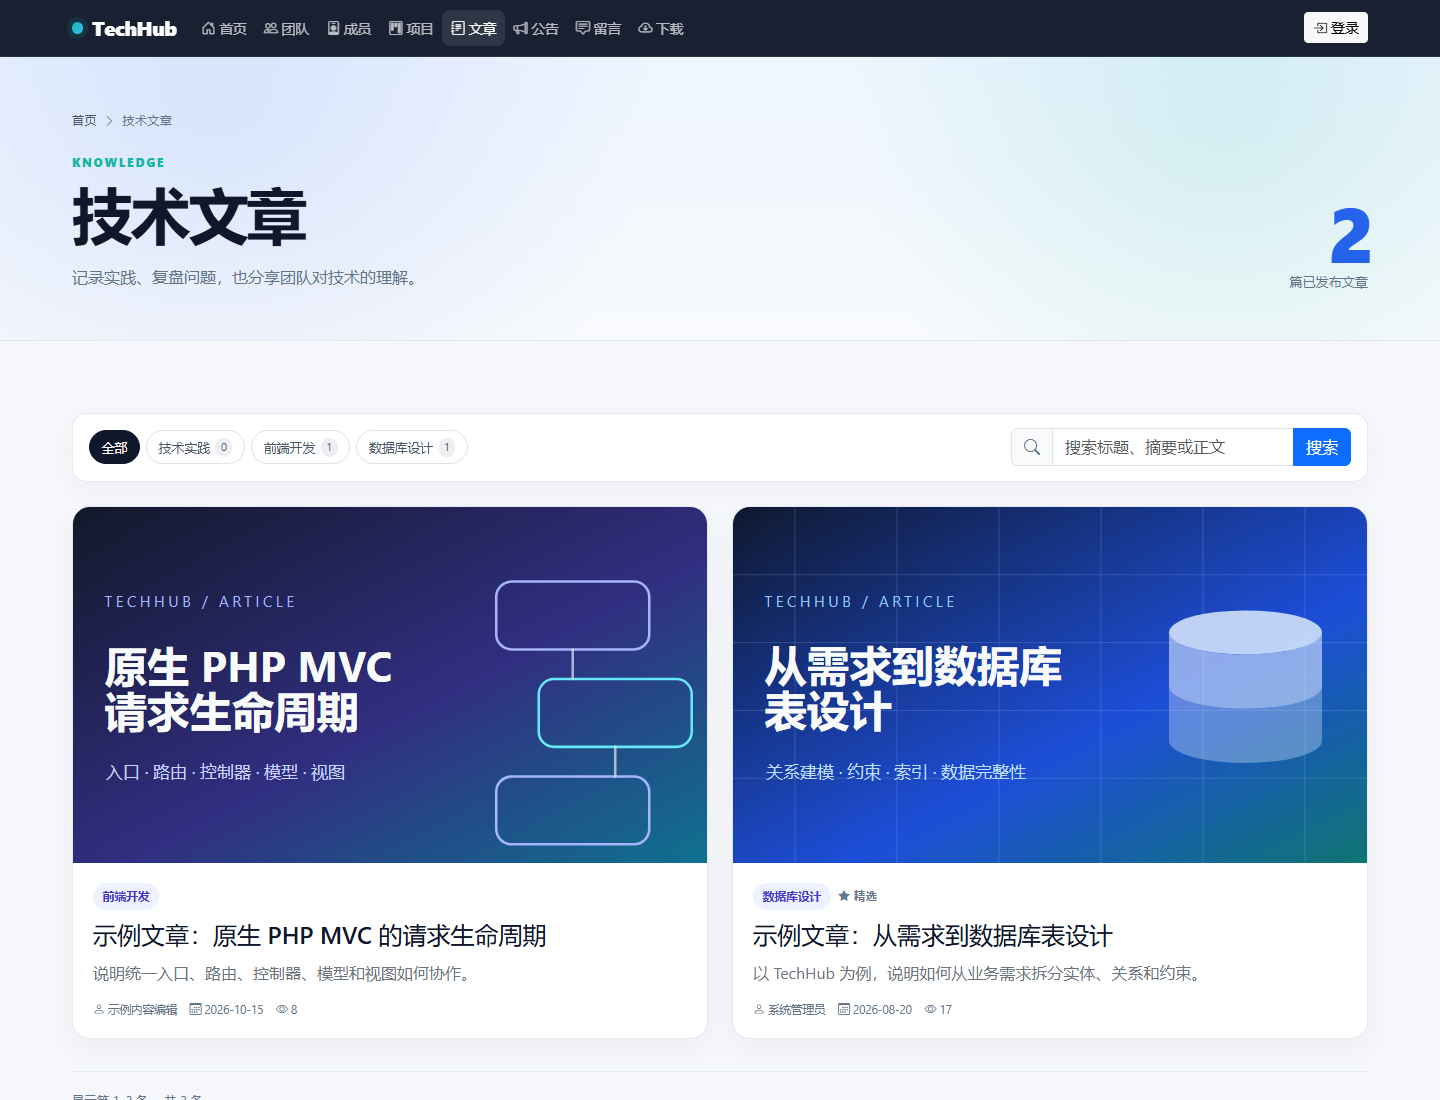 TechHub 首页 团队 成员 项目 文章 公告 留言 下载 登录
首页 > 技术文章
KNOWLEDGE
技术文章
记录实践、复盘问题，也分享团队对技术的理解。
2
篇已发布文章
全部 技术实践 0 前端开发 1 数据库设计 1 搜索标题、摘要或正文 搜索
TECHHUB / ARTICLE
原生 PHP MVC
请求生命周期
入口 · 路由 · 控制器 · 模型 · 视图
前端开发
示例文章：原生 PHP MVC 的请求生命周期
说明统一入口、路由、控制器、模型和视图如何协作。
示例内容编辑 2026-10-15 8
TECHHUB / ARTICLE
从需求到数据库
表设计
关系建模 · 约束 · 索引 · 数据完整性
数据库设计 精选
示例文章：从需求到数据库表设计
以 TechHub 为例，说明如何从业务需求拆分实体、关系和约束。
系统管理员 2026-08-20 17